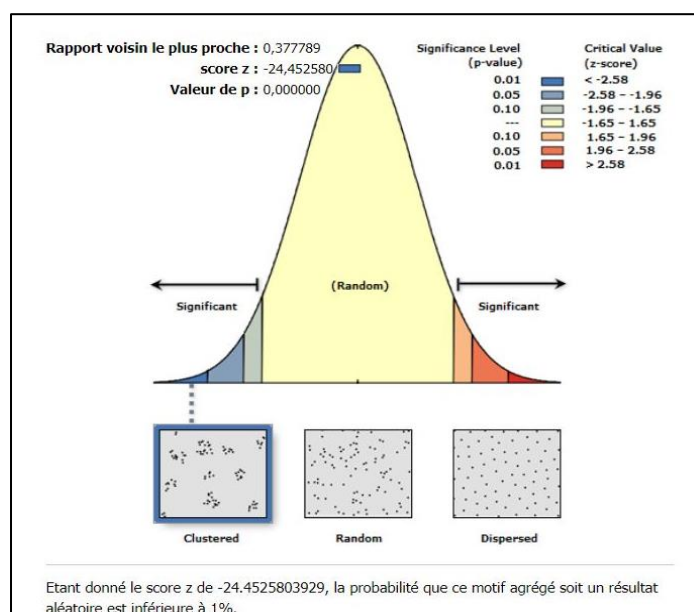 Rapport voisin le plus proche : 0,377789
score z : -24,452580
Valeur de p : 0,000000
Significance Level (p-value)
Critical Value (z-score)
0.01 < -2.58
0.05 -2.58 – -1.96
0.10 -1.96 – -1.65
--- -1.65 – 1.65
0.10 1.65 – 1.96
0.05 1.96 – 2.58
0.01 > 2.58
(Random)
Significant
Significant
Clustered
Random
Dispersed
Etant donné le score z de -24.4525803929, la probabilité que ce motif agrégé soit un résultat
aléatoire est inférieure à 1%.